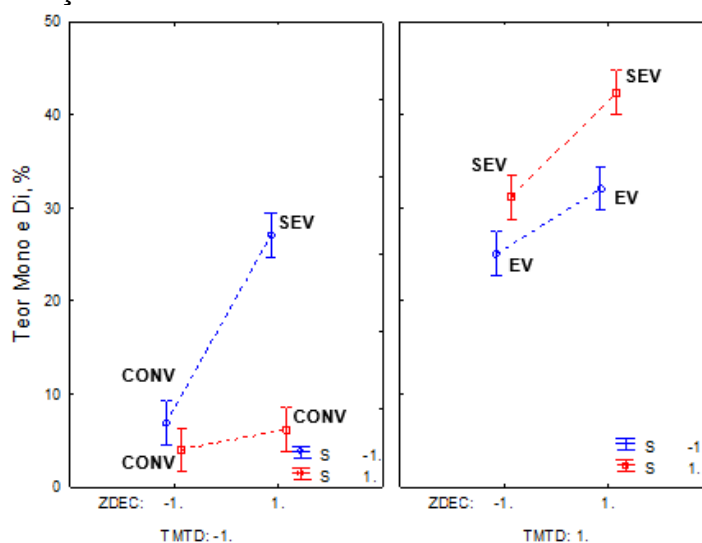 50
40
30
20
10
0
Teor Mono e Di, %
SEV
CONV
CONV
CONV
S -1.
S 1.
SEV
SEV
EV
EV
S -1.
S 1.
ZDEC: -1. 1.
TMTD: -1.
ZDEC: -1. 1.
TMTD: 1.